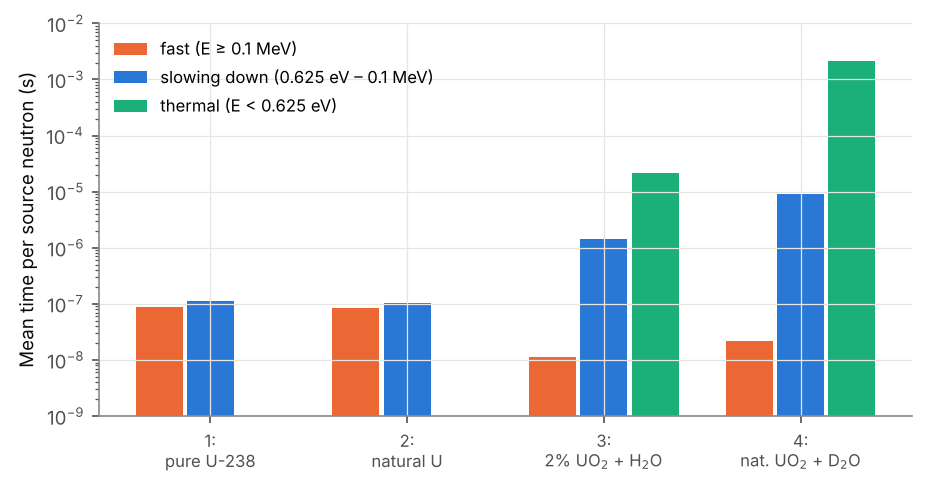 10⁻²
10⁻³
10⁻⁴
10⁻⁵
10⁻⁶
10⁻⁷
10⁻⁸
10⁻⁹
Mean time per source neutron (s)
fast (E ≥ 0.1 MeV)
slowing down (0.625 eV – 0.1 MeV)
thermal (E < 0.625 eV)
1:
pure U-238
2:
natural U
3:
2% UO₂ + H₂O
4:
nat. UO₂ + D₂O